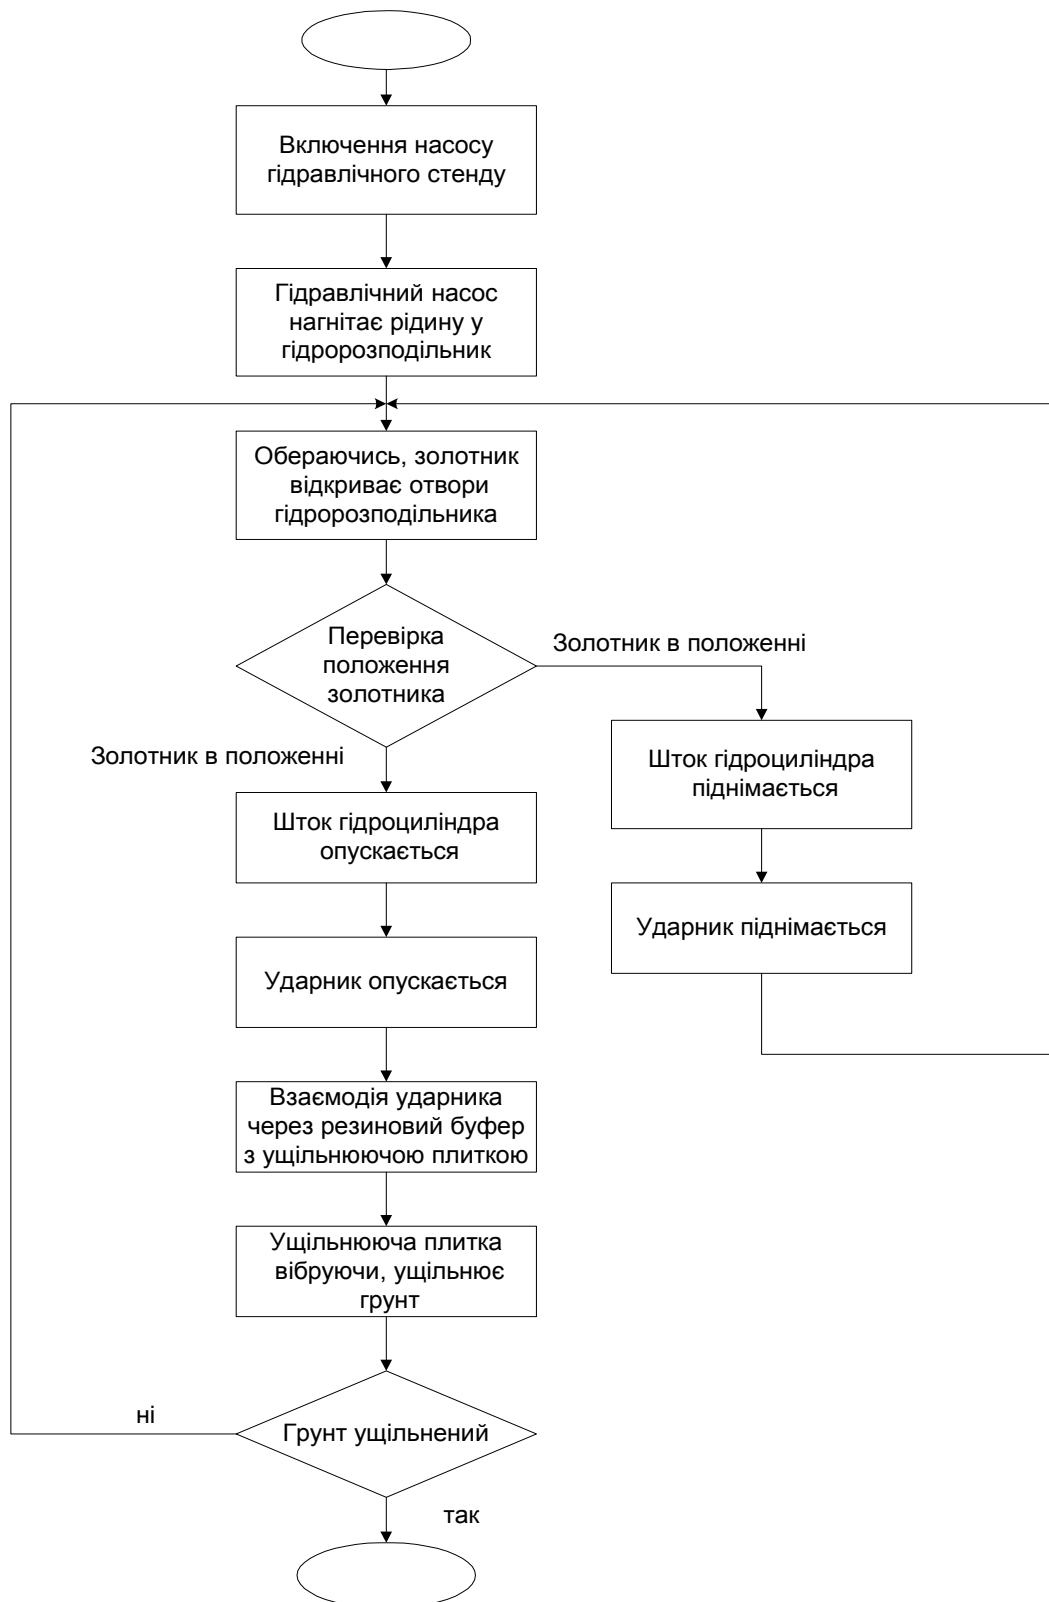 Включення насосу
гідравлічного стенду
Гідравлічний насос
нагнітає рідину у
гідророзподільник
Обераючись, золотник
відкриває отвори
гідророзподільника
Перевірка
положення
золотника
Золотник в положенні
Золотник в положенні
Шток гідроциліндра
піднімається
Шток гідроциліндра
опускається
Ударник піднімається
Ударник опускається
Взаємодія ударника
через резиновий буфер
з ущільнюючою плиткою
Ущільнююча плитка
вібруючи, ущільнює
грунт
ні
Грунт ущільнений
так